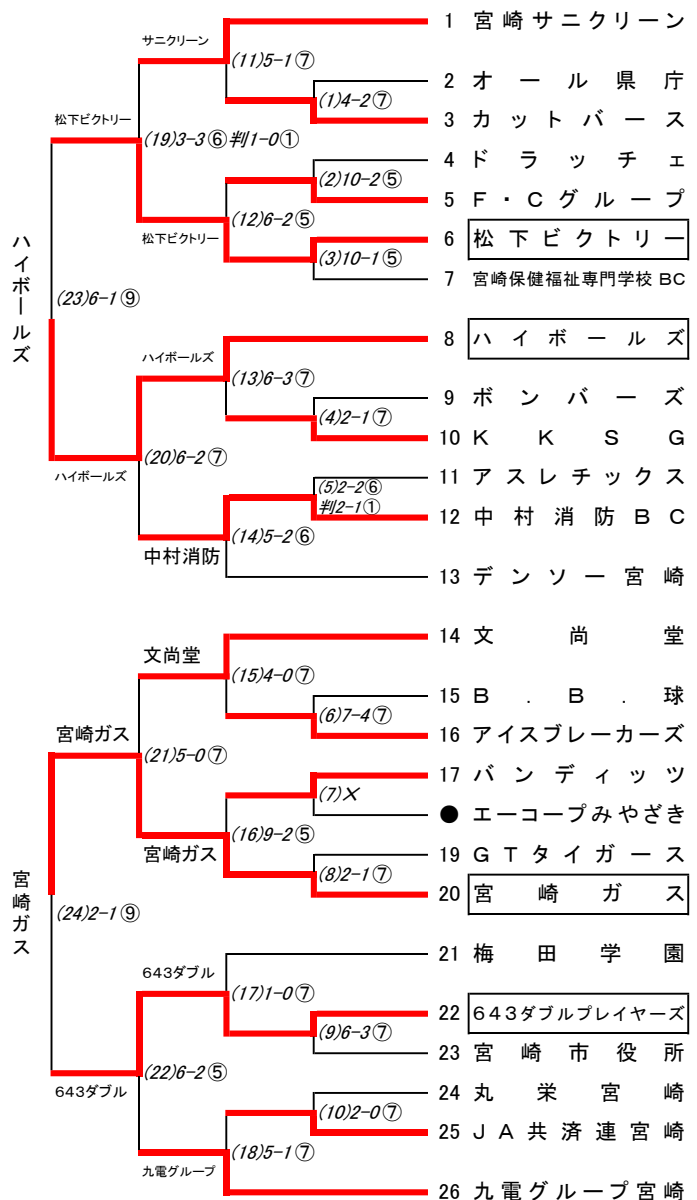 サニクリーン
1 宮崎サニクリーン
(11)5-1⑦
2 オール県庁
(1)4-2⑦
3 カットバース
松下ビクトリー
(19)3-3⑥判1-0①
4 ドラッチェ
(2)10-2⑤
5 F・Cグループ
(12)6-2⑤
松下ビクトリー
6 松下ビクトリー
(3)10-1⑤
7 宮崎保健福祉専門学校BC
ハイボールズ
(23)6-1⑨
8 ハイボールズ
ハイボールズ
(13)6-3⑦
9 ボンバーズ
(4)2-1⑦
10 KKSG
(20)6-2⑦
ハイボールズ
11 アスレチックス
(5)2-2⑥
判2-1①
12 中村消防BC
(14)5-2⑥
中村消防
13 デンソー宮崎
14 文尚堂
文尚堂
(15)4-0⑦
15 B.B.球
(6)7-4⑦
16 アイスブレーカーズ
宮崎ガス
(21)5-0⑦
17 バンディッツ
(7)×
● エーコープみやざき
(16)9-2⑤
宮崎ガス
19 GTタイガース
(8)2-1⑦
20 宮崎ガス
宮崎ガス
(24)2-1⑨
21 梅田学園
643ダブル
(17)1-0⑦
22 643ダブルプレイヤーズ
(9)6-3⑦
23 宮崎市役所
(22)6-2⑤
643ダブル
24 丸栄宮崎
(10)2-0⑦
25 JA共済連宮崎
(18)5-1⑦
九電グループ
26 九電グループ宮崎